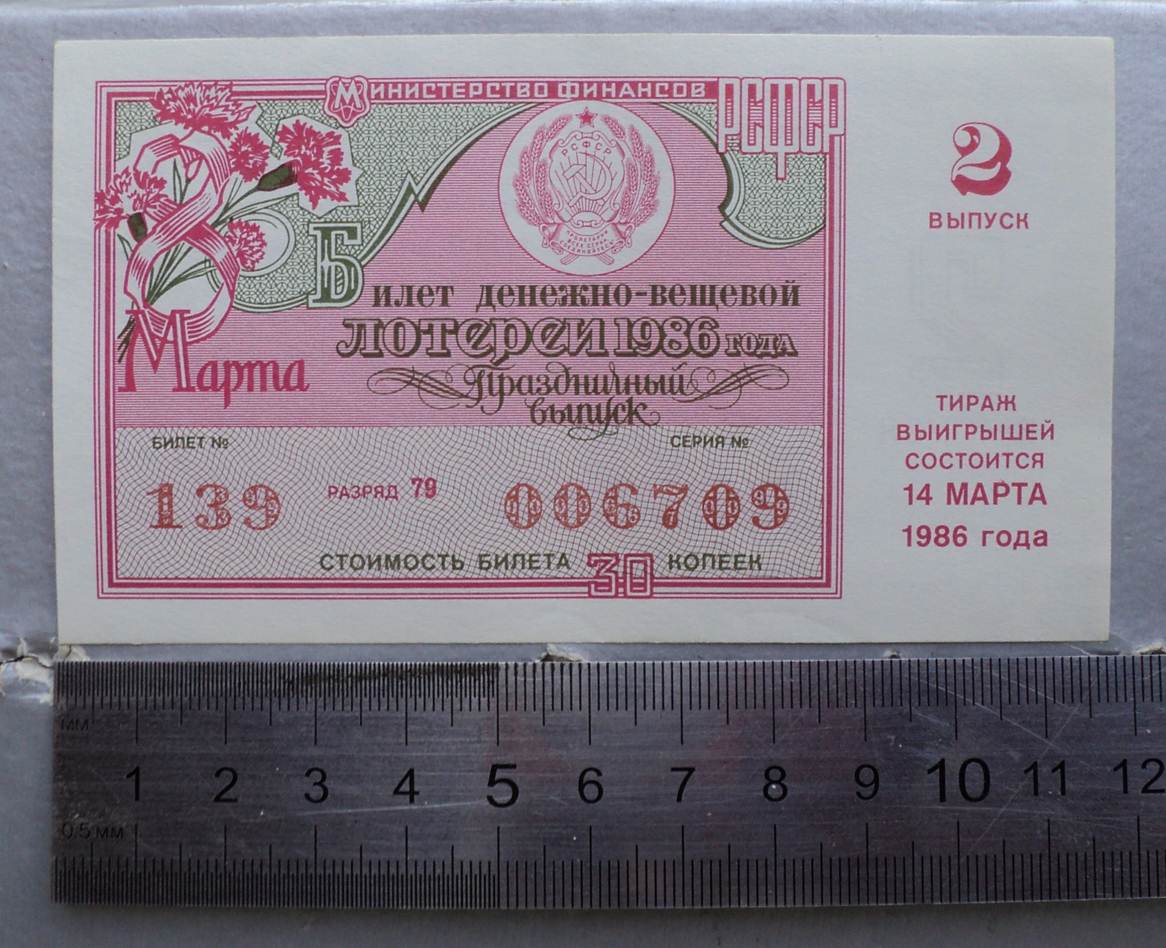 МИНИСТЕРСТВО ФИНАНСОВ РСФСР
РСФСР
8 Марта
Билет денежно-вещевой
ЛОТЕРЕИ 1986 ГОДА
Праздничный
выпуск
БИЛЕТ № СЕРИЯ №
139 РАЗРЯД 79 006709
СТОИМОСТЬ БИЛЕТА 30 КОПЕЕК
2
ВЫПУСК
ТИРАЖ
ВЫИГРЫШЕЙ
СОСТОИТСЯ
14 МАРТА
1986 года
мм
1 2 3 4 5 6 7 8 9 10 11 12
0.5 мм